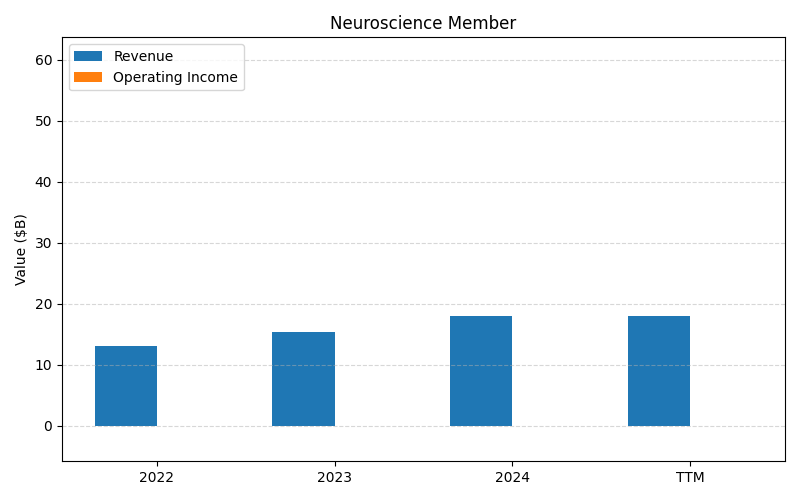 Neuroscience Member
Revenue
Operating Income
60
50
40
30
20
10
0
Value ($B)
2022 2023 2024 TTM